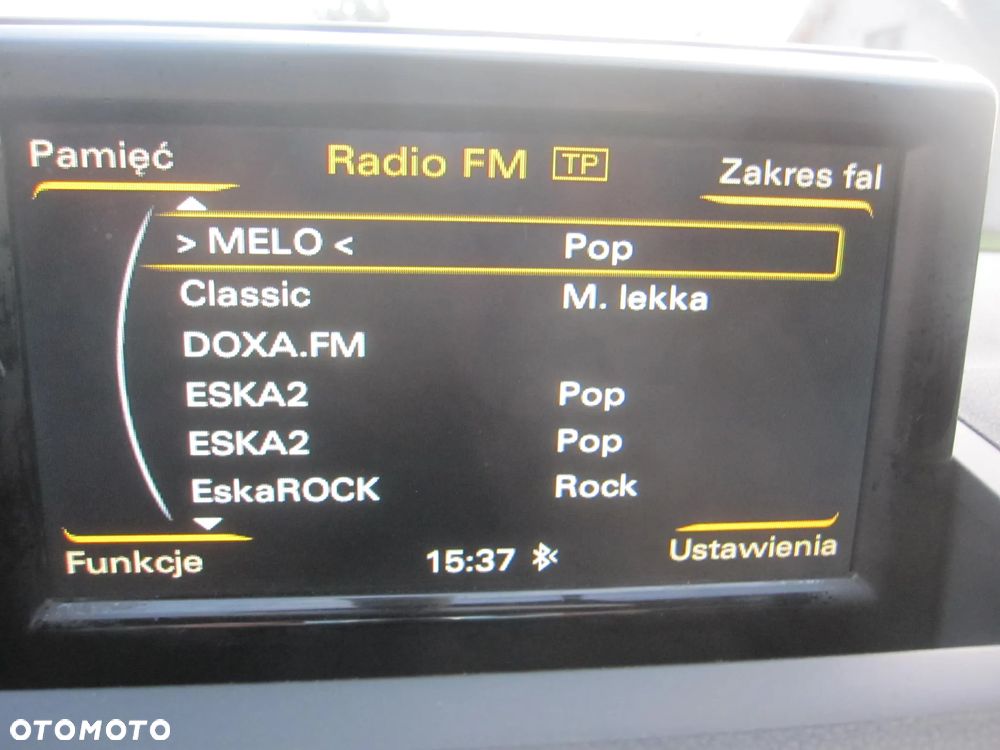 Pamięć Radio FM TP Zakres fal
> MELO < Pop
Classic M. lekka
DOXA.FM
ESKA2 Pop
ESKA2 Pop
EskaROCK Rock
Funkcje 15:37 Ustawienia
OTOMOTO